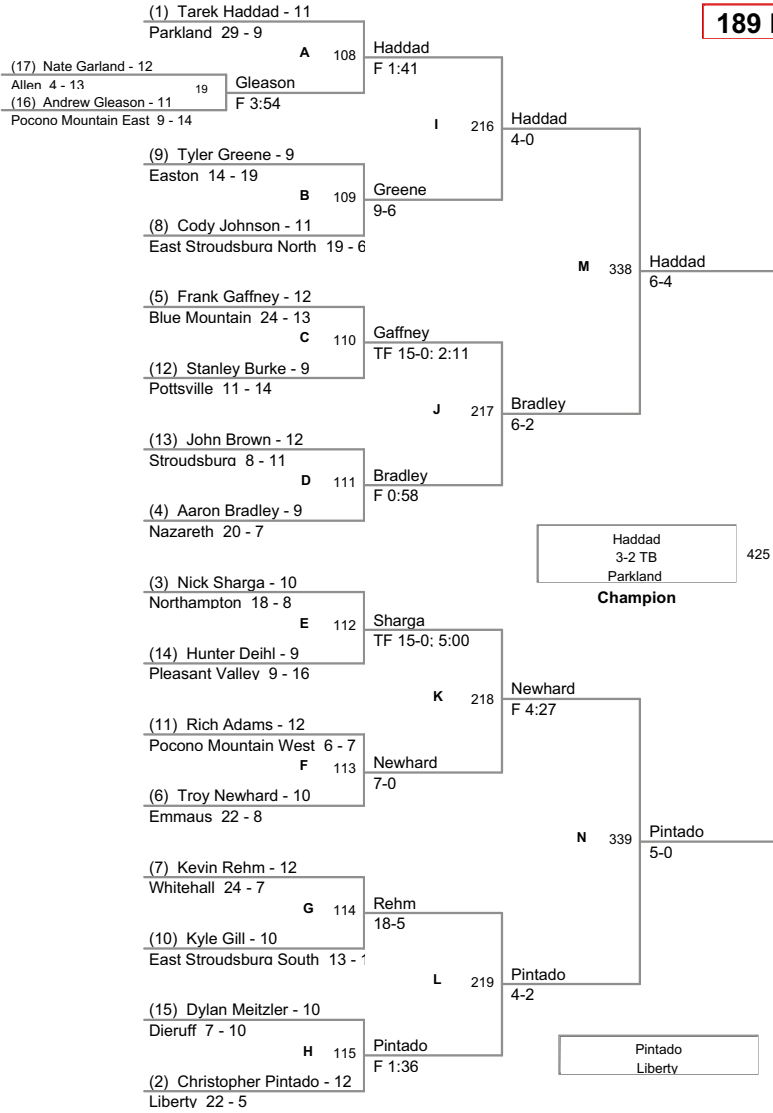 189
(1) Tarek Haddad - 11
Parkland 29 - 9
A 108
Haddad
F 1:41
(17) Nate Garland - 12
Allen 4 - 13
19
Gleason
F 3:54
(16) Andrew Gleason - 11
Pocono Mountain East 9 - 14
I 216
Haddad
4-0
(9) Tyler Greene - 9
Easton 14 - 19
B 109
Greene
9-6
(8) Cody Johnson - 11
East Stroudsburg North 19 - 6
M 338
Haddad
6-4
(5) Frank Gaffney - 12
Blue Mountain 24 - 13
C 110
Gaffney
TF 15-0; 2:11
(12) Stanley Burke - 9
Pottsville 11 - 14
J 217
Bradley
6-2
(13) John Brown - 12
Stroudsburg 8 - 11
D 111
Bradley
F 0:58
(4) Aaron Bradley - 9
Nazareth 20 - 7
Haddad
3-2 TB
Parkland
425
Champion
(3) Nick Sharga - 10
Northampton 18 - 8
E 112
Sharga
TF 15-0; 5:00
(14) Hunter Deihl - 9
Pleasant Valley 9 - 16
K 218
Newhard
F 4:27
(11) Rich Adams - 12
Pocono Mountain West 6 - 7
F 113
Newhard
7-0
(6) Troy Newhard - 10
Emmaus 22 - 8
N 339
Pintado
5-0
(7) Kevin Rehm - 12
Whitehall 24 - 7
G 114
Rehm
18-5
(10) Kyle Gill - 10
East Stroudsburg South 13 -
L 219
Pintado
4-2
(15) Dylan Meitzler - 10
Dieruff 7 - 10
H 115
Pintado
F 1:36
(2) Christopher Pintado - 12
Liberty 22 - 5
Pintado
Liberty